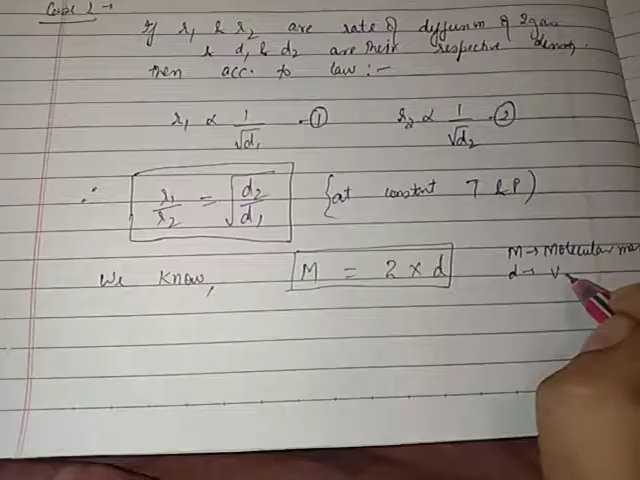 Case 1 →
If r₁ & r₂ are rate of diffusion of 2 gas
& d₁ & d₂ are their respective density.
then acc. to law :-
r₁ ∝ 1/√d₁ -① r₂ ∝ 1/√d₂ -②
∴ r₁/r₂ = √(d₂/d₁) {at constant T & P)
We know, M = 2 × d M → Molecular mas
d → V